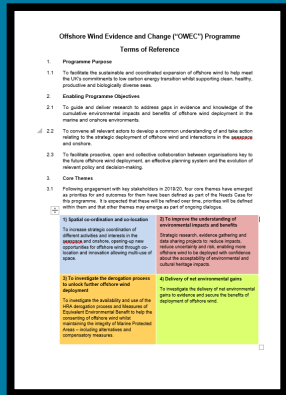 Offshore Wind Evidence and Change ("OWEC") Programme
Terms of Reference
1. Programme Purpose
1.1 To facilitate the sustainable and coordinated expansion of offshore wind to help meet
the UK's commitments to low carbon energy transition whilst supporting clean, healthy,
productive and biologically diverse seas.
2. Enabling Programme Objectives
2.1 To guide and deliver research to address gaps in evidence and knowledge of the
cumulative environmental impacts and benefits of offshore wind deployment in the
marine and onshore environments.
2.2 To convene all relevant actors to develop a common understanding of and take action
relating to the strategic deployment of offshore wind and interactions in the seaspace
and onshore.
2.3 To facilitate proactive, open and collective collaboration between organisations key to
the future offshore wind deployment, an effective planning system and the evolution of
relevant policy and decision-making.
3. Core Themes
3.1 Following engagement with key stakeholders in 2019/20, four core themes have emerged
as priorities for and outcomes for them have been defined as part of the Needs Case for
this programme. It is expected that these will be refined over time, priorities will be defined
within them and that other themes may emerge as part of ongoing dialogue.
1) Spatial co-ordination and co-location
To increase strategic coordination of
different activities and interests in the
seaspace and onshore, opening-up new
opportunities for offshore wind through co-
location and innovation allowing multi-use of
space.
2) To improve the understanding of
environmental impacts and benefits
Strategic research, evidence gathering and
data sharing projects to: reduce impacts,
reduce uncertainty and risk, enabling more
offshore wind to be deployed with confidence
about the acceptability of environmental and
cultural heritage impacts.
3) To investigate the derogation process
to unlock further offshore wind
deployment
To investigate the availability and use of the
HRA derogation process and Measures of
Equivalent Environmental Benefit to help the
consenting of offshore wind whilst
maintaining the integrity of Marine Protected
Areas – including alternatives and
compensatory measures.
4) Delivery of net environmental gains
To investigate the delivery of net environmental
gains to evidence and secure the benefits of
deployment of offshore wind.